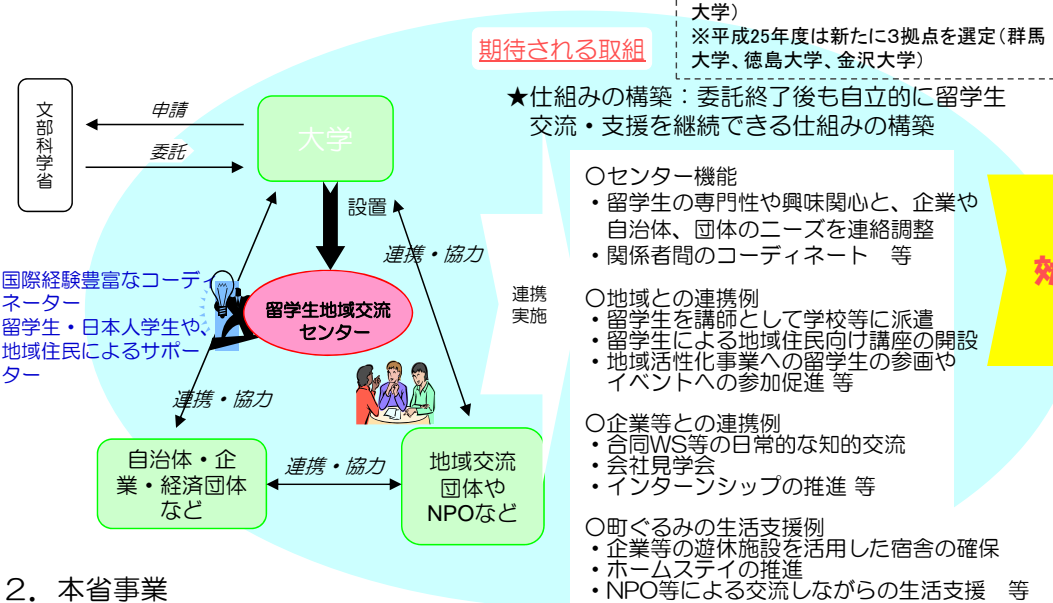 大学)
※平成25年度は新たに3拠点を選定(群馬
大学、徳島大学、金沢大学)
期待される取組
★仕組みの構築：委託終了後も自立的に留学生
交流・支援を継続できる仕組みの構築
文部科学省
申請
委託
大学
設置
連携・協力
国際経験豊富なコーディ
ネーター
留学生・日本人学生や、
地域住民によるサポー
ター
留学生地域交流
センター
連携・協力
自治体・企
業・経済団体
など
連携・協力
地域交流
団体や
NPOなど
連携
実施
○センター機能
・留学生の専門性や興味関心と、企業や
自治体、団体のニーズを連絡調整
・関係者間のコーディネート　等
○地域との連携例
・留学生を講師として学校等に派遣
・留学生による地域住民向け講座の開設
・地域活性化事業への留学生の参画や
イベントへの参加促進 等
○企業等との連携例
・合同WS等の日常的な知的交流
・会社見学会
・インターンシップの推進 等
○町ぐるみの生活支援例
・企業等の遊休施設を活用した宿舎の確保
・ホームステイの推進
・NPO等による交流しながらの生活支援　等
２．本省事業